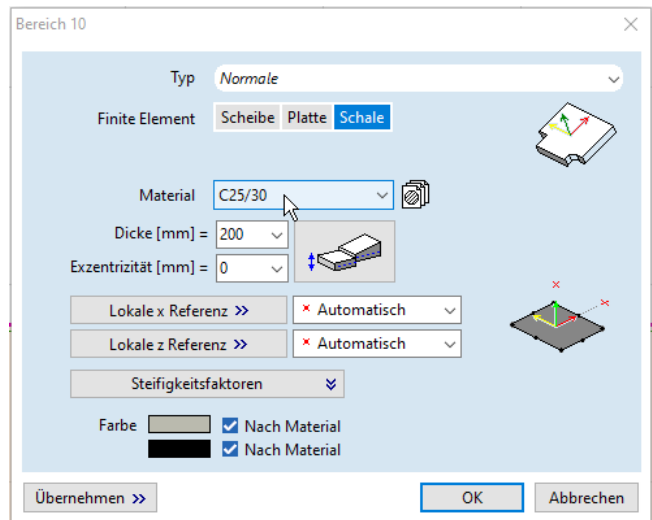 Bereich 10
Typ Normale
Finite Element Scheibe Platte Schale
Material C25/30
Dicke [mm] = 200
Exzentrizität [mm] = 0
Lokale x Referenz >> × Automatisch
Lokale z Referenz >> × Automatisch
Steifigkeitsfaktoren
Farbe Nach Material
Nach Material
Übernehmen >> OK Abbrechen